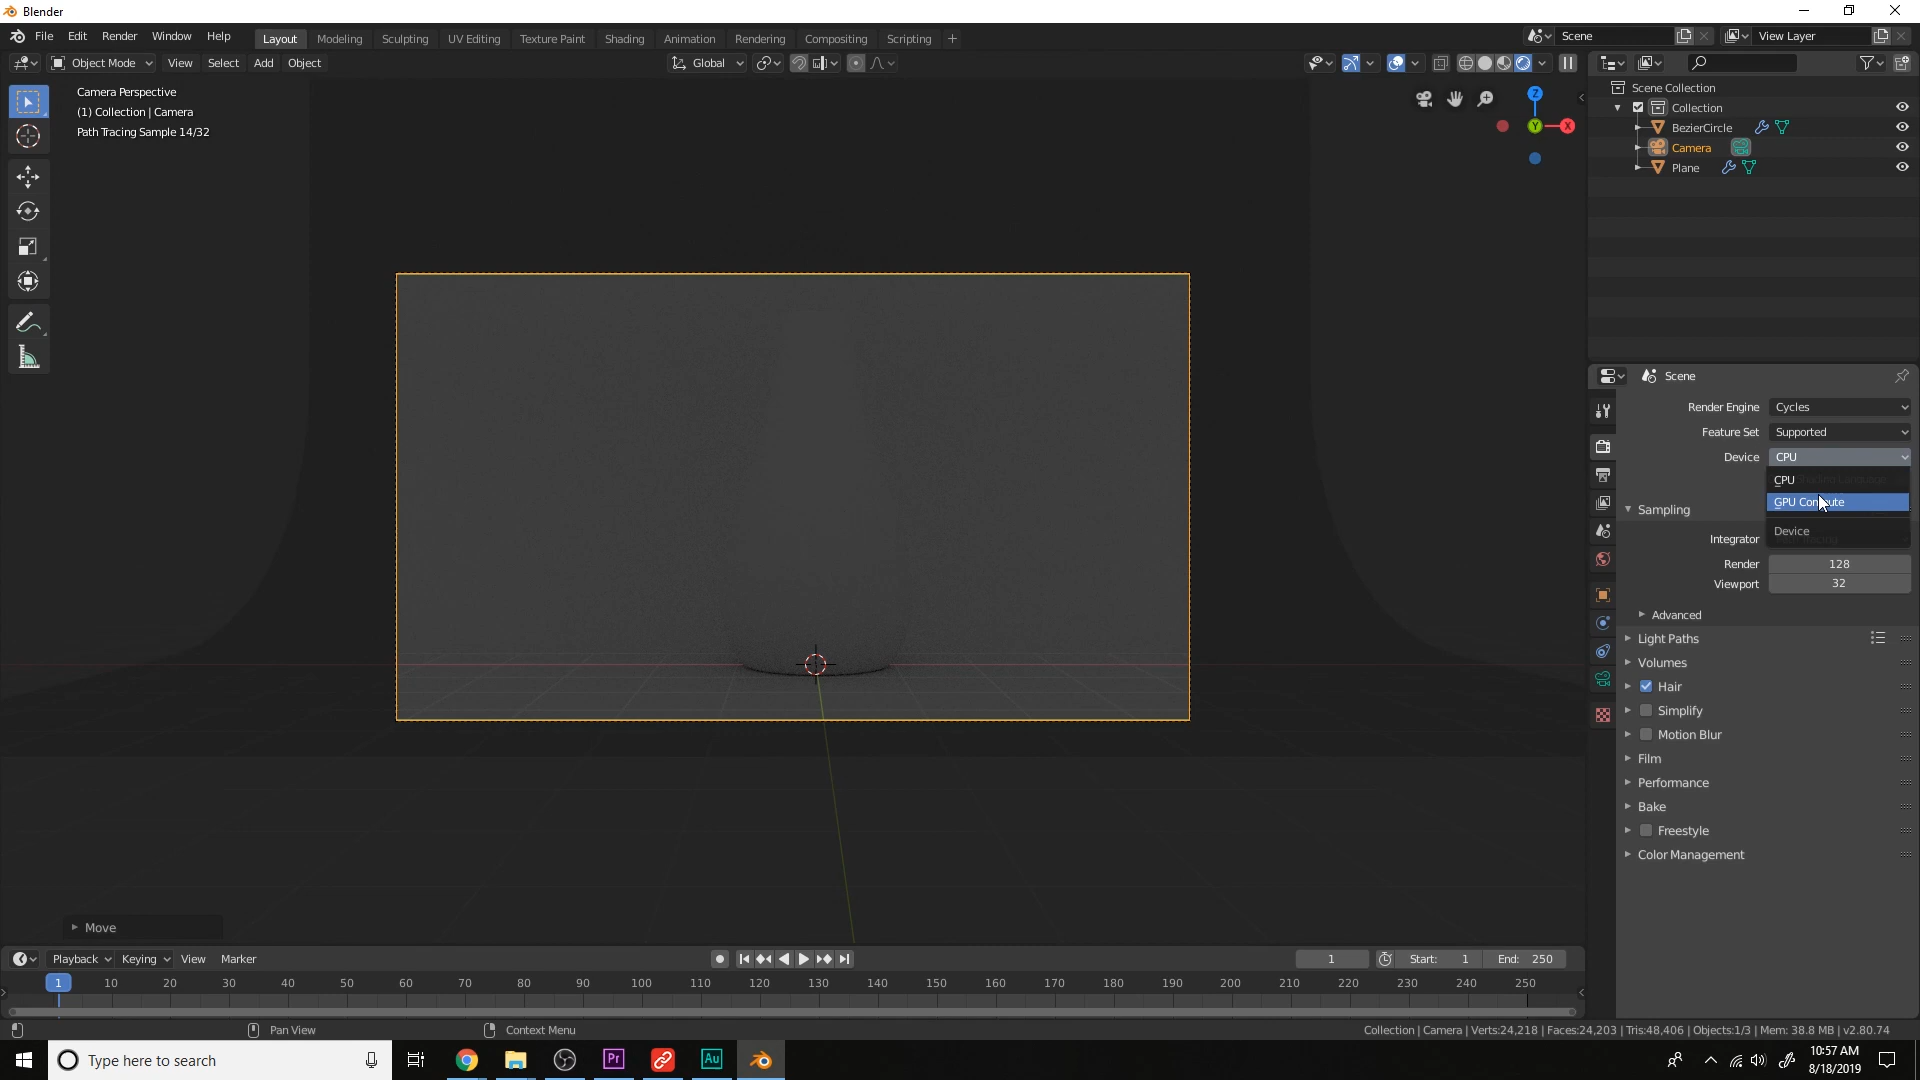 Blender
File Edit Render Window Help Layout Modeling Sculpting UV Editing Texture Paint Shading Animation Rendering Compositing Scripting + Scene View Layer
Object Mode View Select Add Object Global
Camera Perspective
(1) Collection | Camera
Path Tracing Sample 14/32
Z
Y
X
Scene Collection
Collection
BezierCircle
Camera
Plane
Scene
Render Engine Cycles
Feature Set Supported
Device CPU
CPU
GPU Compute
Device
Sampling
Integrator
Render 128
Viewport 32
Advanced
Light Paths
Volumes
Hair
Simplify
Motion Blur
Film
Performance
Bake
Freestyle
Color Management
Move
Playback Keying View Marker 1 Start: 1 End: 250
1 10 20 30 40 50 60 70 80 90 100 110 120 130 140 150 160 170 180 190 200 210 220 230 240 250
Pan View Context Menu Collection | Camera | Verts:24,218 | Faces:24,203 | Tris:48,406 | Objects:1/3 | Mem: 38.8 MB | v2.80.74
Type here to search Pr Au
10:57 AM
8/18/2019